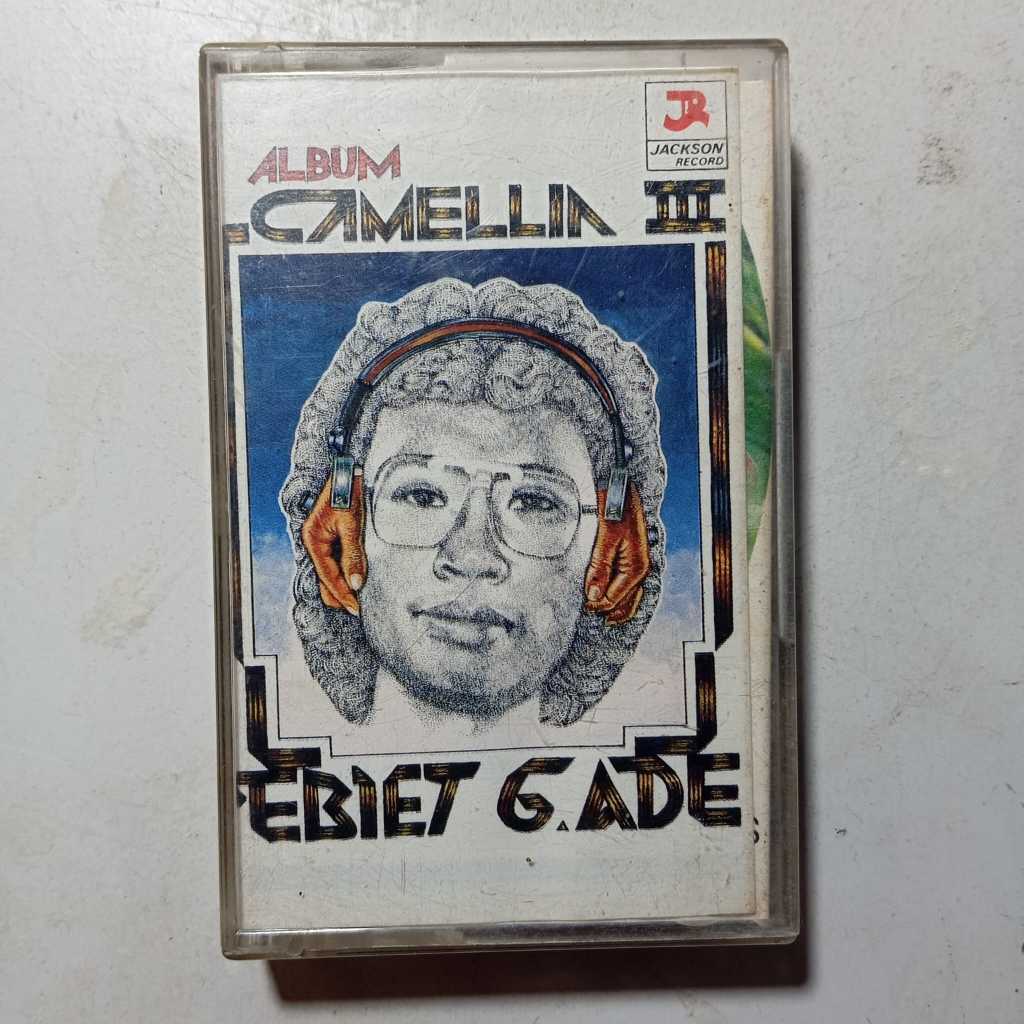 JR
JACKSON
RECORD
ALBUM
CAMELLIA III
EBIET G. ADE
S